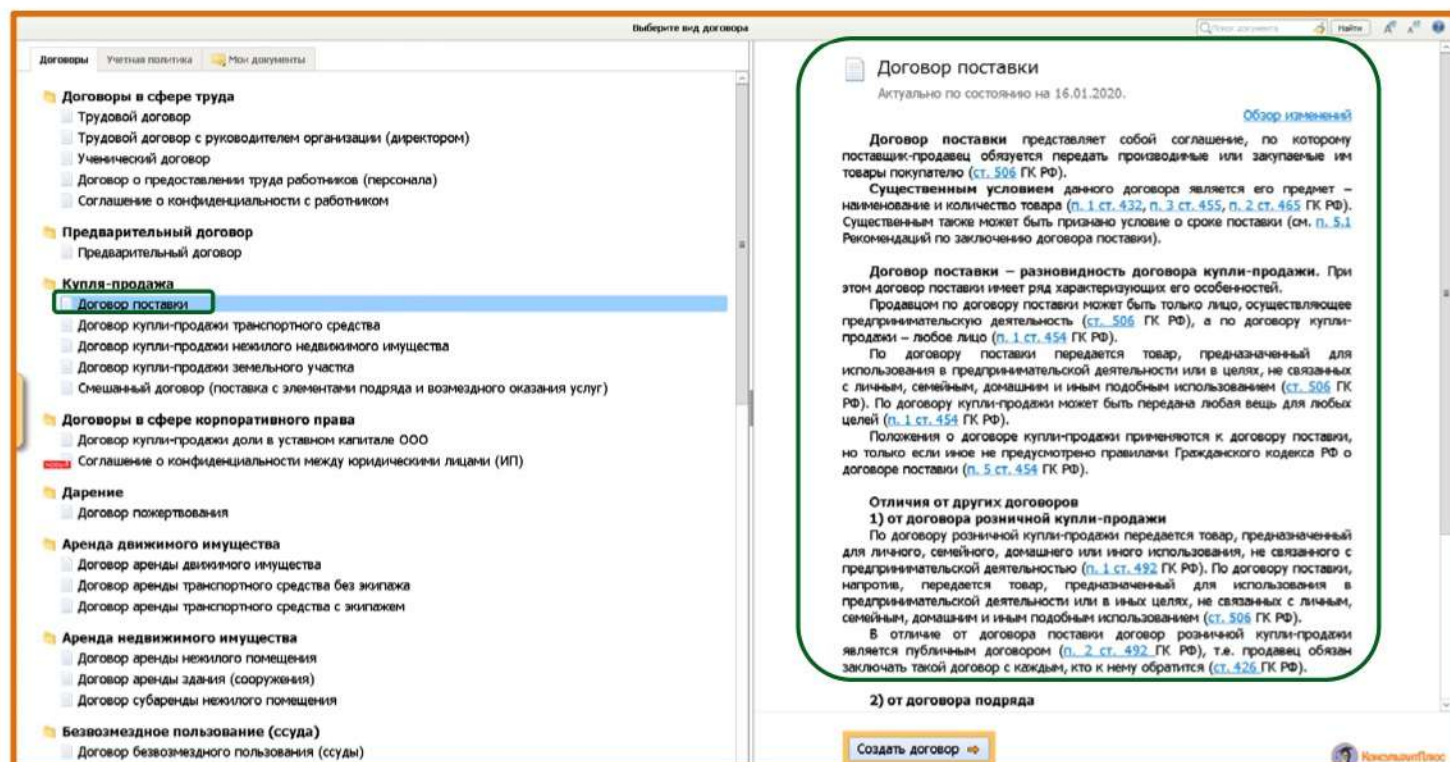 Выберите вид договора
Поиск документа
Найти
Договоры Учетная политика Мои документы
Договоры в сфере труда
Трудовой договор
Трудовой договор с руководителем организации (директором)
Ученический договор
Договор о предоставлении труда работников (персонала)
Соглашение о конфиденциальности с работником
Предварительный договор
Предварительный договор
Купля-продажа
Договор поставки
Договор купли-продажи транспортного средства
Договор купли-продажи нежилого недвижимого имущества
Договор купли-продажи земельного участка
Смешанный договор (поставка с элементами подряда и возмездного оказания услуг)
Договоры в сфере корпоративного права
Договор купли-продажи доли в уставном капитале ООО
Соглашение о конфиденциальности между юридическими лицами (ИП)
Дарение
Договор пожертвования
Аренда движимого имущества
Договор аренды движимого имущества
Договор аренды транспортного средства без экипажа
Договор аренды транспортного средства с экипажем
Аренда недвижимого имущества
Договор аренды нежилого помещения
Договор аренды здания (сооружения)
Договор субаренды нежилого помещения
Безвозмездное пользование (ссуда)
Договор безвозмездного пользования (ссуды)
Договор поставки
Актуально по состоянию на 16.01.2020.
Обзор изменений
Договор поставки представляет собой соглашение, по которому
поставщик-продавец обязуется передать производимые или закупаемые им
товары покупателю (ст. 506 ГК РФ).
Существенным условием данного договора является его предмет –
наименование и количество товара (п. 1 ст. 432, п. 3 ст. 455, п. 2 ст. 465 ГК РФ).
Существенным также может быть признано условие о сроке поставки (см. п. 5.1
Рекомендаций по заключению договора поставки).
Договор поставки – разновидность договора купли-продажи. При
этом договор поставки имеет ряд характеризующих его особенностей.
Продавцом по договору поставки может быть только лицо, осуществляющее
предпринимательскую деятельность (ст. 506 ГК РФ), а по договору купли-
продажи – любое лицо (п. 1 ст. 454 ГК РФ).
По договору поставки передается товар, предназначенный для
использования в предпринимательской деятельности или в целях, не связанных
с личным, семейным, домашним и иным подобным использованием (ст. 506 ГК
РФ). По договору купли-продажи может быть передана любая вещь для любых
целей (п. 1 ст. 454 ГК РФ).
Положения о договоре купли-продажи применяются к договору поставки,
но только если иное не предусмотрено правилами Гражданского кодекса РФ о
договоре поставки (п. 5 ст. 454 ГК РФ).
Отличия от других договоров
1) от договора розничной купли-продажи
По договору розничной купли-продажи передается товар, предназначенный
для личного, семейного, домашнего или иного использования, не связанного с
предпринимательской деятельностью (п. 1 ст. 492 ГК РФ). По договору поставки,
напротив, передается товар, предназначенный для использования в
предпринимательской деятельности или в иных целях, не связанных с личным,
семейным, домашним и иным подобным использованием (ст. 506 ГК РФ).
В отличие от договора поставки договор розничной купли-продажи
является публичным договором (п. 2 ст. 492 ГК РФ), т.е. продавец обязан
заключать такой договор с каждым, кто к нему обратится (ст. 426 ГК РФ).
2) от договора подряда
Создать договор
КонсультантПлюс